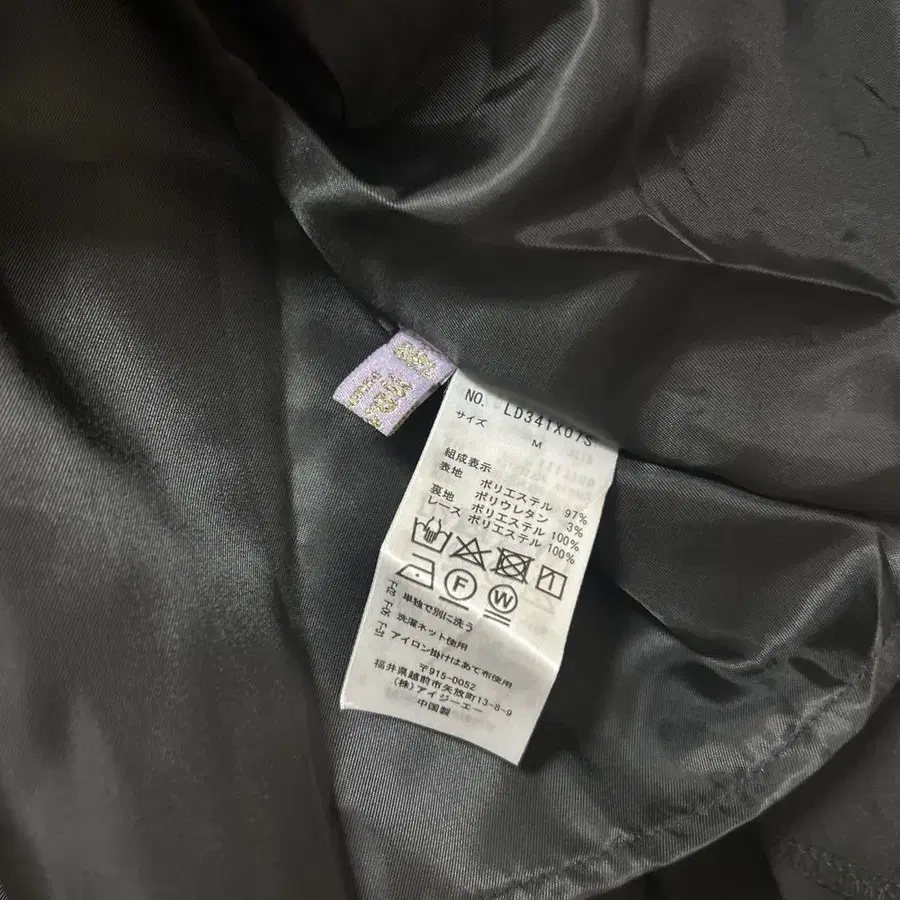 NO. LD341X07S
サイズ M
組成表示
表地 ポリエステル 97%
ポリウレタン 3%
裏地 ポリエステル 100%
レース ポリエステル 100%
F
W
単独で別に洗う
洗濯ネット使用
アイロン掛けはあて布使用
〒915-0052
福井県越前市矢放町13-8-9
(株)アイジーエー
中国製